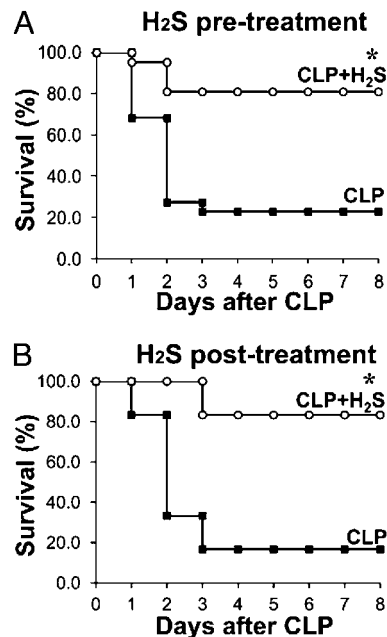 A
H₂S pre-treatment
*
CLP+H₂S
CLP
Survival (%)
100.0
80.0
60.0
40.0
20.0
0.0
0 1 2 3 4 5 6 7 8
Days after CLP
B
H₂S post-treatment
*
CLP+H₂S
CLP
Survival (%)
100.0
80.0
60.0
40.0
20.0
0.0
0 1 2 3 4 5 6 7 8
Days after CLP